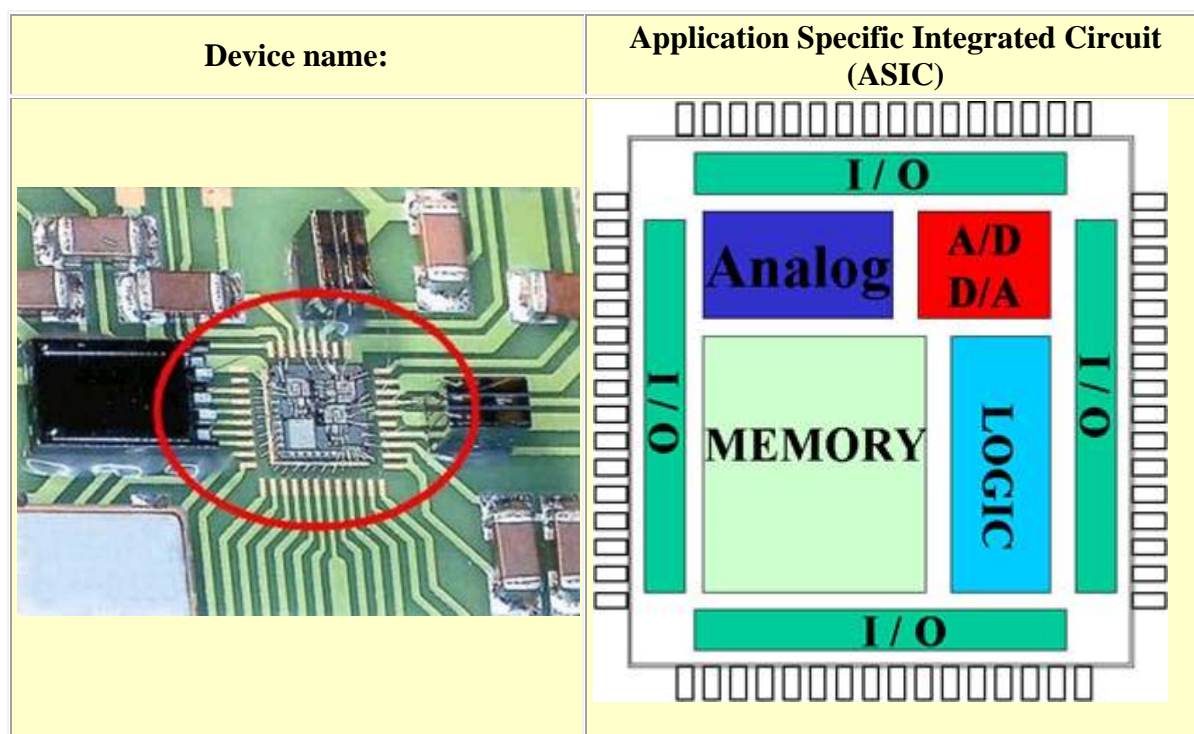 Device name:
Application Specific Integrated Circuit
(ASIC)
I / O
Analog
A/D
D/A
I / O
I / O
MEMORY
LOGIC
I / O